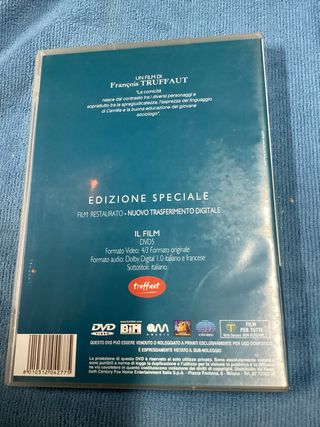 UN FILM DI
François TRUFFAUT
"La comicità
nasce dal contrasto tra i diversi personaggi e
soprattutto tra la spregiudicatezza, l'asprezza del linguaggio
di Camille e la buona educazione del giovane
sociologo".
EDIZIONE SPECIALE
FILM RESTAURATO • NUOVO TRASFERIMENTO DIGITALE
IL FILM
DVD5
Formato Video: 4/3 Formato originale
Formato audio: Dolby Digital 1.0 italiano e francese
Sottotitoli: italiano.
truffaut
DVD BIM
FILM
PER TUTTI
QUESTO DVD PUÒ ESSERE VENDUTO O NOLEGGIATO A PRIVATI ESCLUSIVAMENTE PER USO DOMESTICO
È ESPRESSAMENTE VIETATO IL SUB-NOLEGGIO
8010312042775